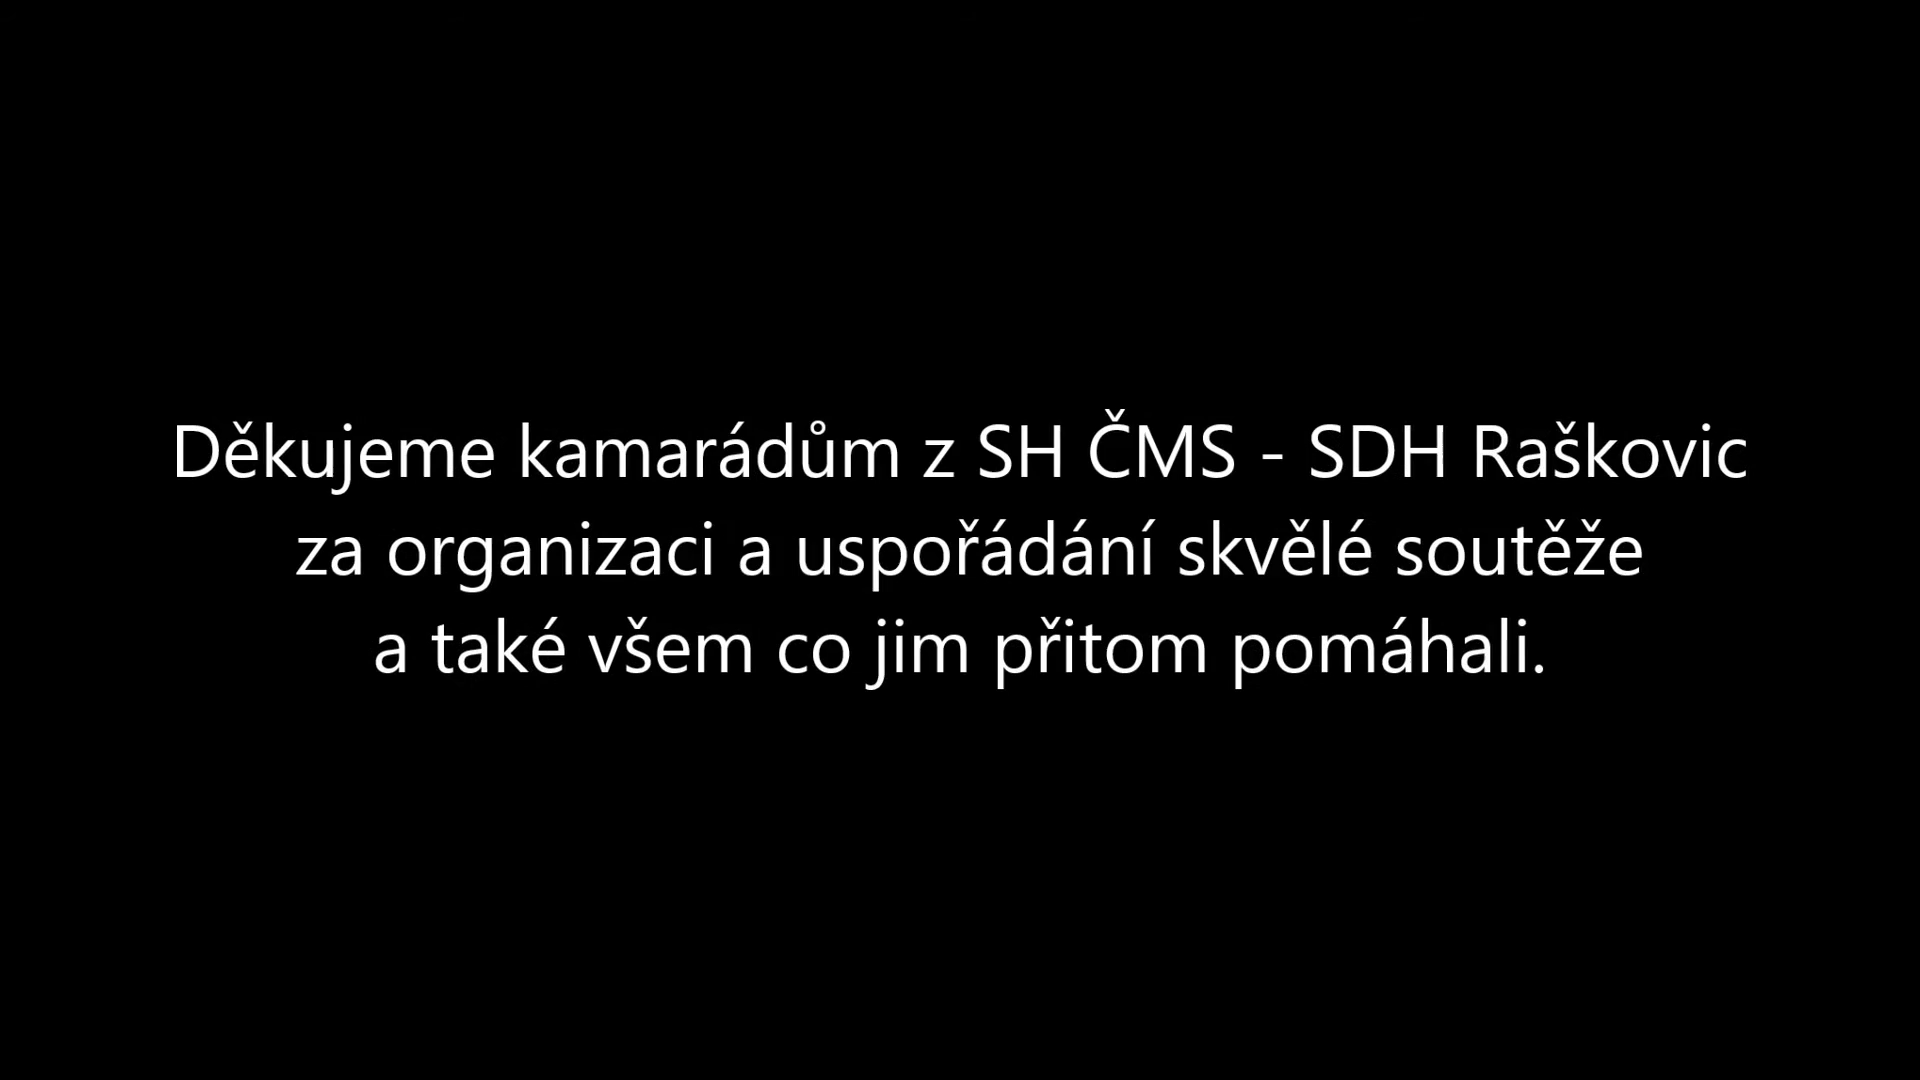 Děkujeme kamarádům z SH ČMS - SDH Raškovic
za organizaci a uspořádání skvělé soutěže
a také všem co jim přitom pomáhali.